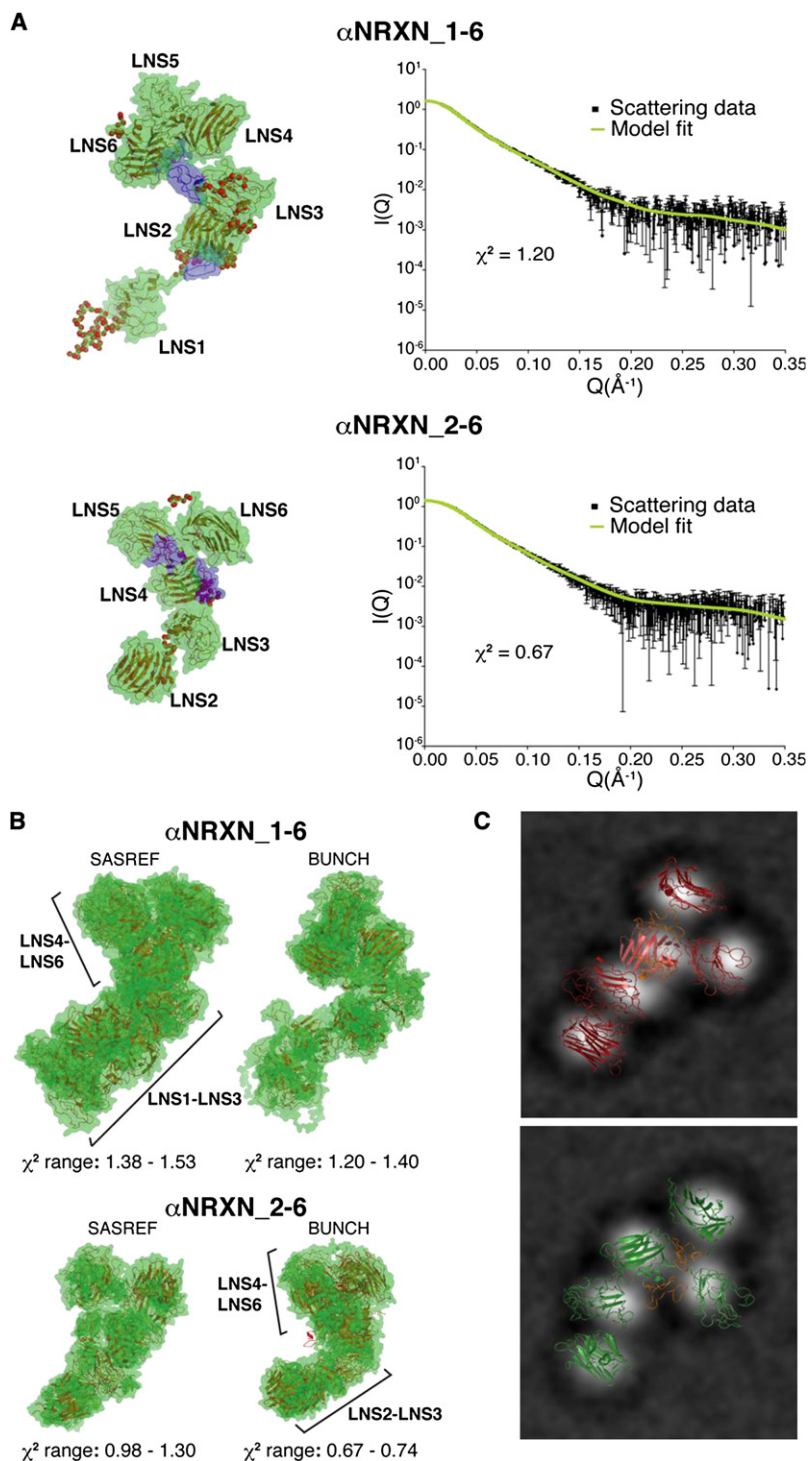 A
αNRXN_1-6
LNS5
LNS6
LNS4
LNS3
LNS2
LNS1
10¹
10⁰
10⁻¹
10⁻²
10⁻³
10⁻⁴
10⁻⁵
10⁻⁶
I(Q)
Scattering data
Model fit
χ² = 1.20
0.00 0.05 0.10 0.15 0.20 0.25 0.30 0.35
Q(Å⁻¹)
αNRXN_2-6
LNS5
LNS6
LNS4
LNS3
LNS2
10¹
10⁰
10⁻¹
10⁻²
10⁻³
10⁻⁴
10⁻⁵
10⁻⁶
I(Q)
Scattering data
Model fit
χ² = 0.67
0.00 0.05 0.10 0.15 0.20 0.25 0.30 0.35
Q(Å⁻¹)
B
αNRXN_1-6
SASREF
BUNCH
LNS4-
LNS6
LNS1-LNS3
χ² range: 1.38 - 1.53
χ² range: 1.20 - 1.40
αNRXN_2-6
SASREF
BUNCH
LNS4-
LNS6
LNS2-LNS3
χ² range: 0.98 - 1.30
χ² range: 0.67 - 0.74
C